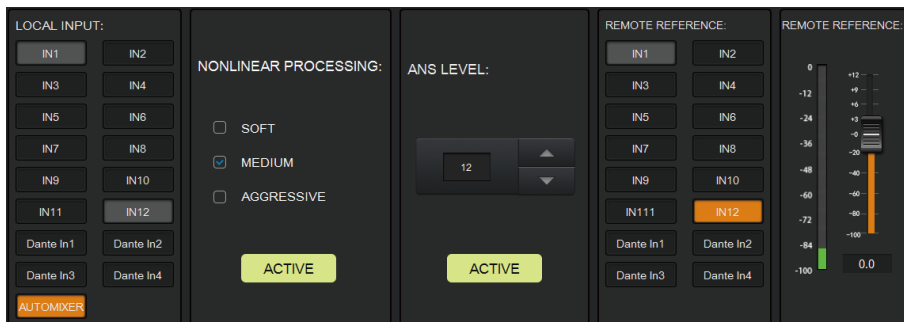 LOCAL INPUT:
IN1 IN2
IN3 IN4
IN5 IN6
IN7 IN8
IN9 IN10
IN11 IN12
Dante In1 Dante In2
Dante In3 Dante In4
AUTOMIXER
NONLINEAR PROCESSING:
SOFT
MEDIUM
AGGRESSIVE
ACTIVE
ANS LEVEL:
12
ACTIVE
REMOTE REFERENCE:
IN1 IN2
IN3 IN4
IN5 IN6
IN7 IN8
IN9 IN10
IN111 IN12
Dante In1 Dante In2
Dante In3 Dante In4
REMOTE REFERENCE:
0
-12
-24
-36
-48
-60
-72
-84
-100
+12
+9
+6
+3
-0
-20
-40
-60
-80
-100
0.0